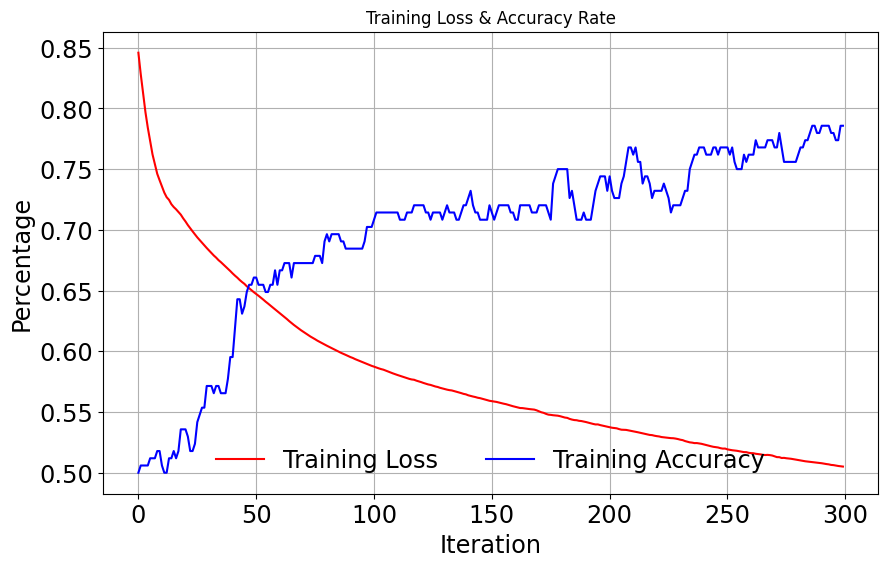 Training Loss & Accuracy Rate
Percentage
0.85
0.80
0.75
0.70
0.65
0.60
0.55
0.50
Training Loss
Training Accuracy
0 50 100 150 200 250 300
Iteration